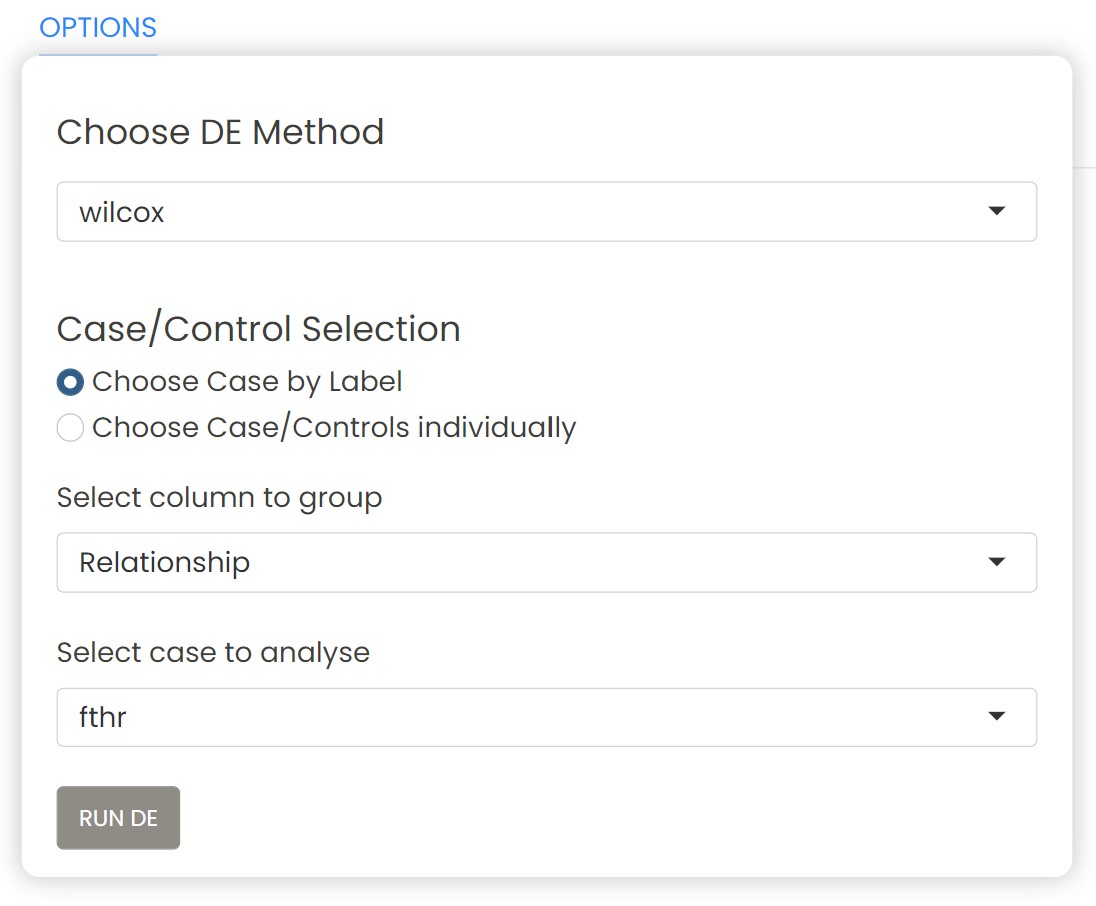 OPTIONS
Choose DE Method
wilcox
Case/Control Selection
Choose Case by Label
Choose Case/Controls individually
Select column to group
Relationship
Select case to analyse
fthr
RUN DE